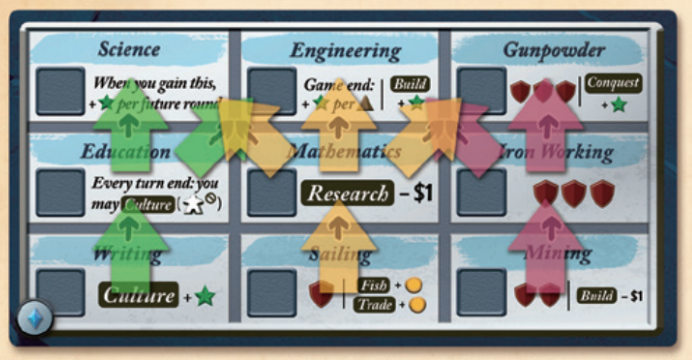 Science
When you gain this,
+ per future round
Engineering
Game end:
+ per
Build
+
Gunpowder
Conquest
+
Education
Every turn end: you
may Culture ( )
Mathematics
Research – $1
Iron Working
Writing
Culture +
Sailing
Fish +
Trade +
Mining
Build – $1